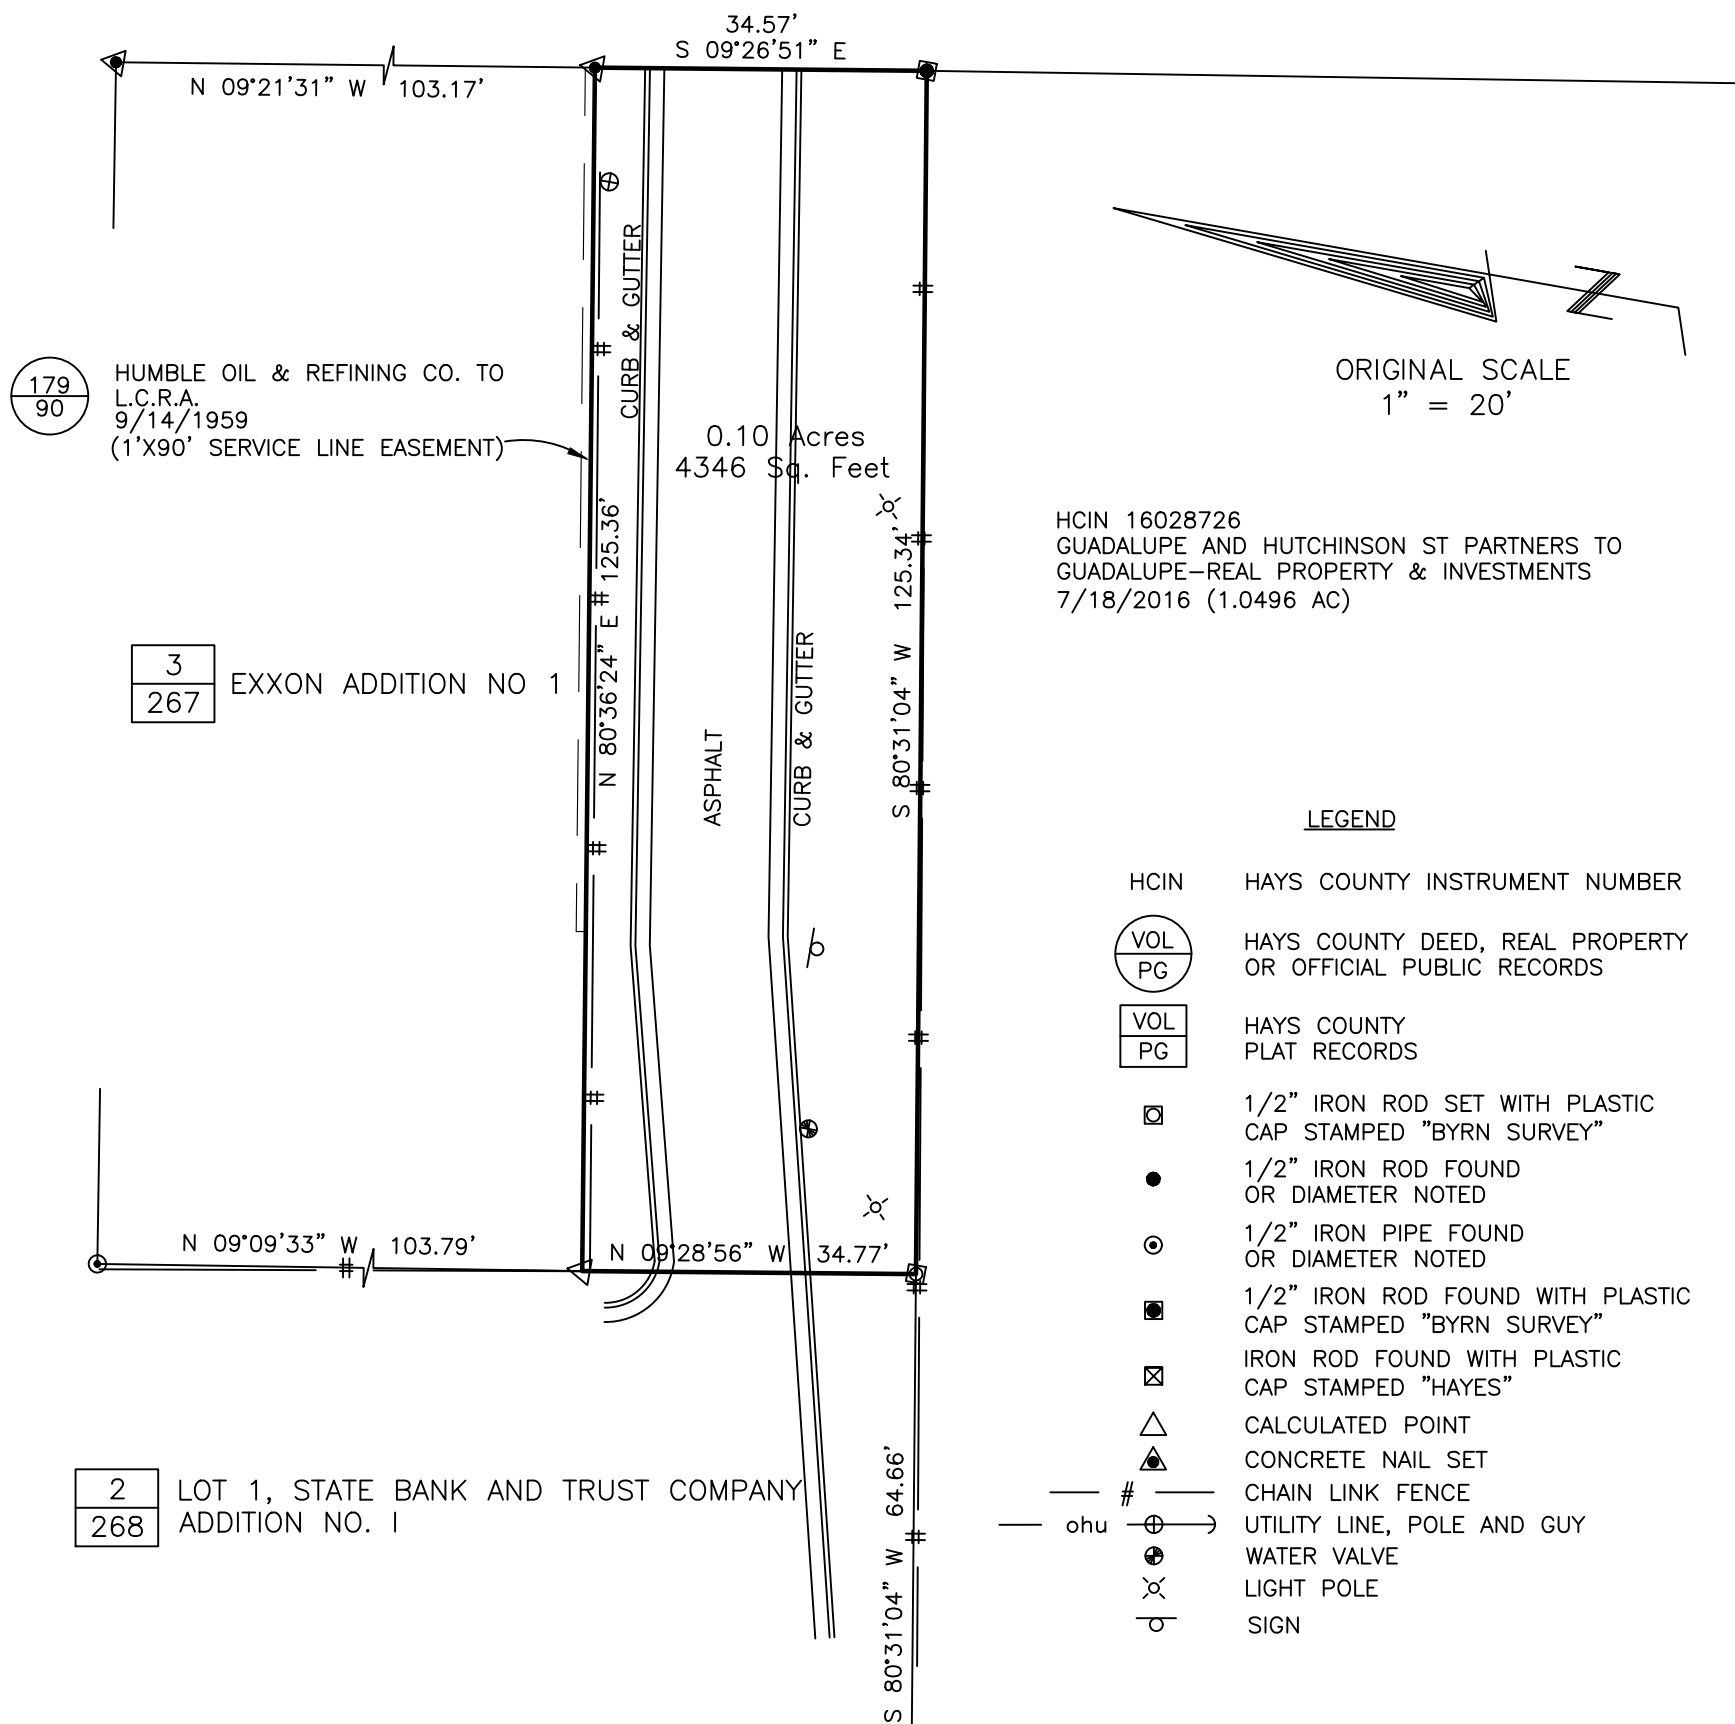 34.57'
S 09°26'51" E
N 09°21'31" W 103.17'
CURB & GUTTER
179
90
HUMBLE OIL & REFINING CO. TO
L.C.R.A.
9/14/1959
(1'X90' SERVICE LINE EASEMENT)
0.10 Acres
4346 Sq. Feet
N 80°36'24" E 125.36'
S 80°31'04" W 125.34'
ORIGINAL SCALE
1" = 20'
N
HCIN 16028726
GUADALUPE AND HUTCHINSON ST PARTNERS TO
GUADALUPE-REAL PROPERTY & INVESTMENTS
7/18/2016 (1.0496 AC)
3
267
EXXON ADDITION NO 1
ASPHALT
CURB & GUTTER
N 09°09'33" W 103.79'
N 09°28'56" W 34.77'
2
268
LOT 1, STATE BANK AND TRUST COMPANY
ADDITION NO. I
S 80°31'04" W 64.66'
LEGEND
HCIN HAYS COUNTY INSTRUMENT NUMBER
VOL
PG
HAYS COUNTY DEED, REAL PROPERTY
OR OFFICIAL PUBLIC RECORDS
VOL
PG
HAYS COUNTY
PLAT RECORDS
1/2" IRON ROD SET WITH PLASTIC
CAP STAMPED "BYRN SURVEY"
1/2" IRON ROD FOUND
OR DIAMETER NOTED
1/2" IRON PIPE FOUND
OR DIAMETER NOTED
1/2" IRON ROD FOUND WITH PLASTIC
CAP STAMPED "BYRN SURVEY"
IRON ROD FOUND WITH PLASTIC
CAP STAMPED "HAYES"
CALCULATED POINT
CONCRETE NAIL SET
# CHAIN LINK FENCE
ohu UTILITY LINE, POLE AND GUY
WATER VALVE
LIGHT POLE
SIGN